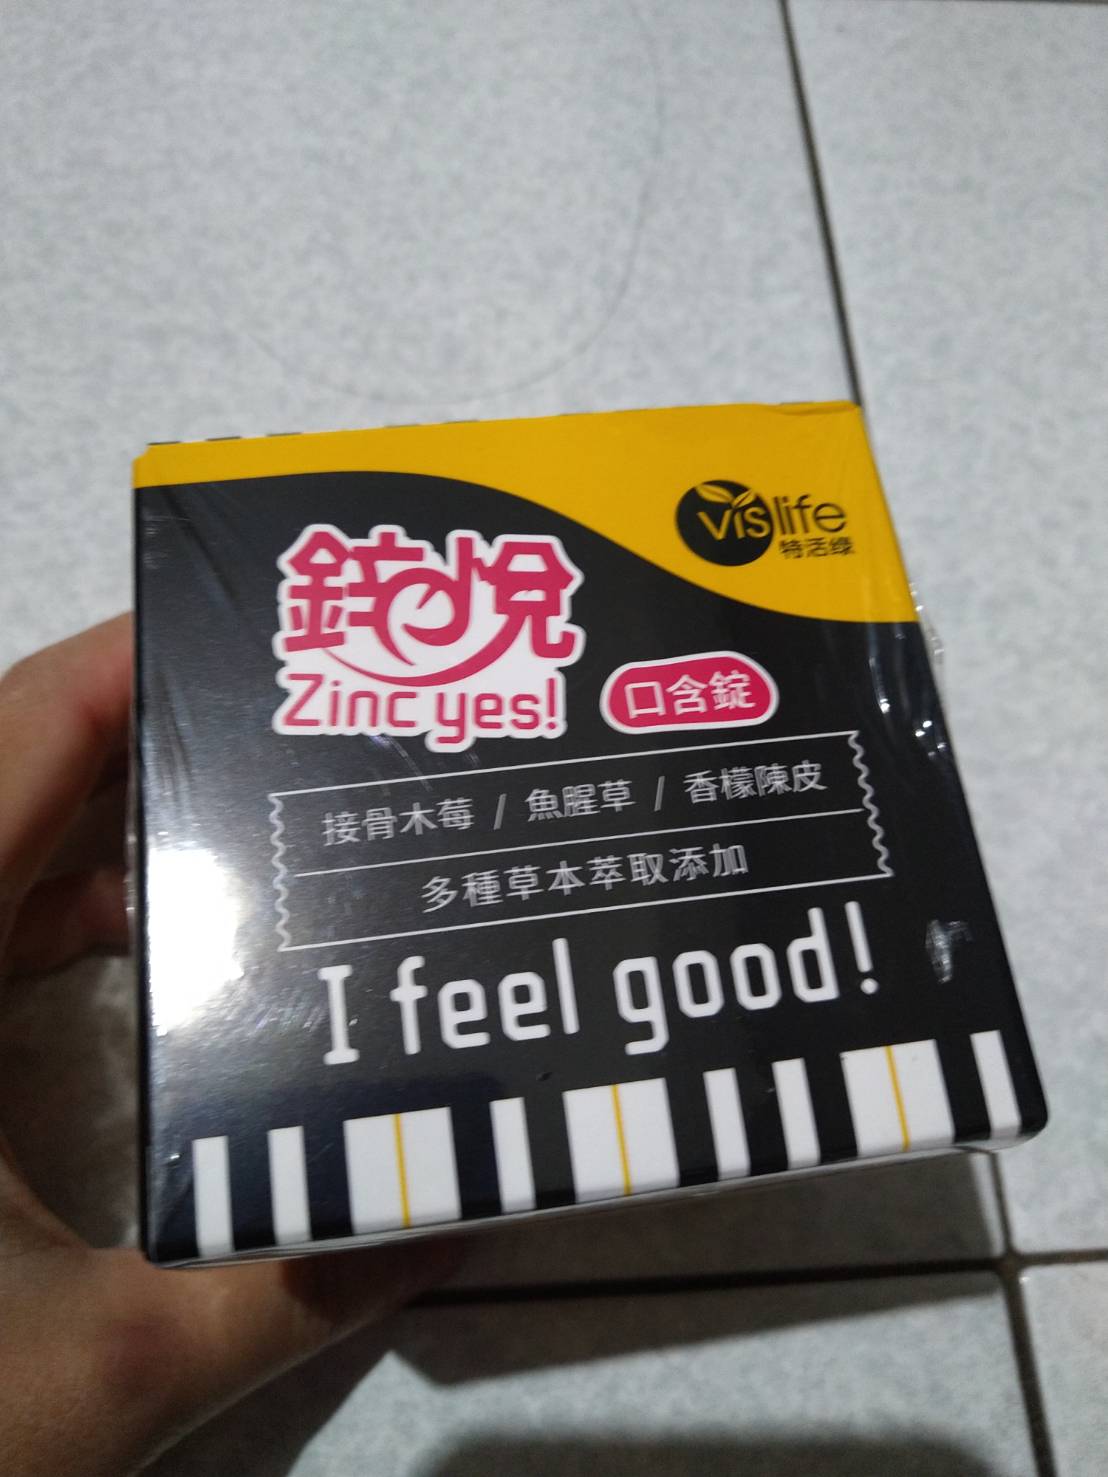 vislife
特活綠
鋅悅
Zinc yes!
口含錠
接骨木莓 / 魚腥草 / 香檬陳皮
多種草本萃取添加
I feel good!